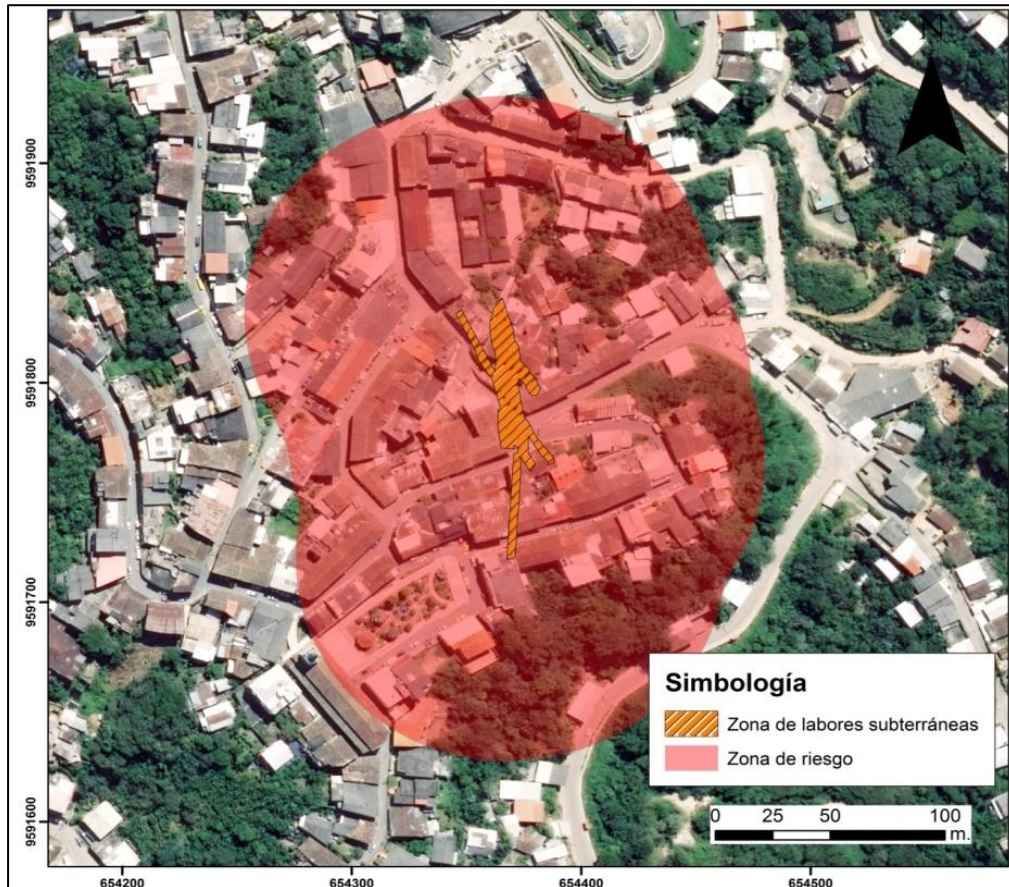 9591900
9591800
9591700
9591600
Simbología
Zona de labores subterráneas
Zona de riesgo
0 25 50 100
m.
654200 654300 654400 654500